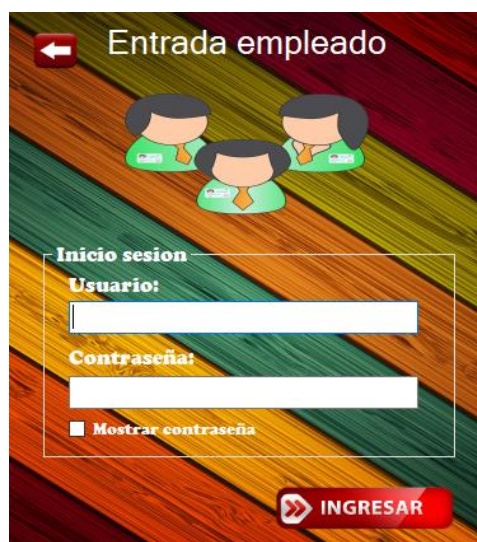 Entrada empleado
Inicio sesion
Usuario:
Contraseña:
Mostrar contraseña
INGRESAR